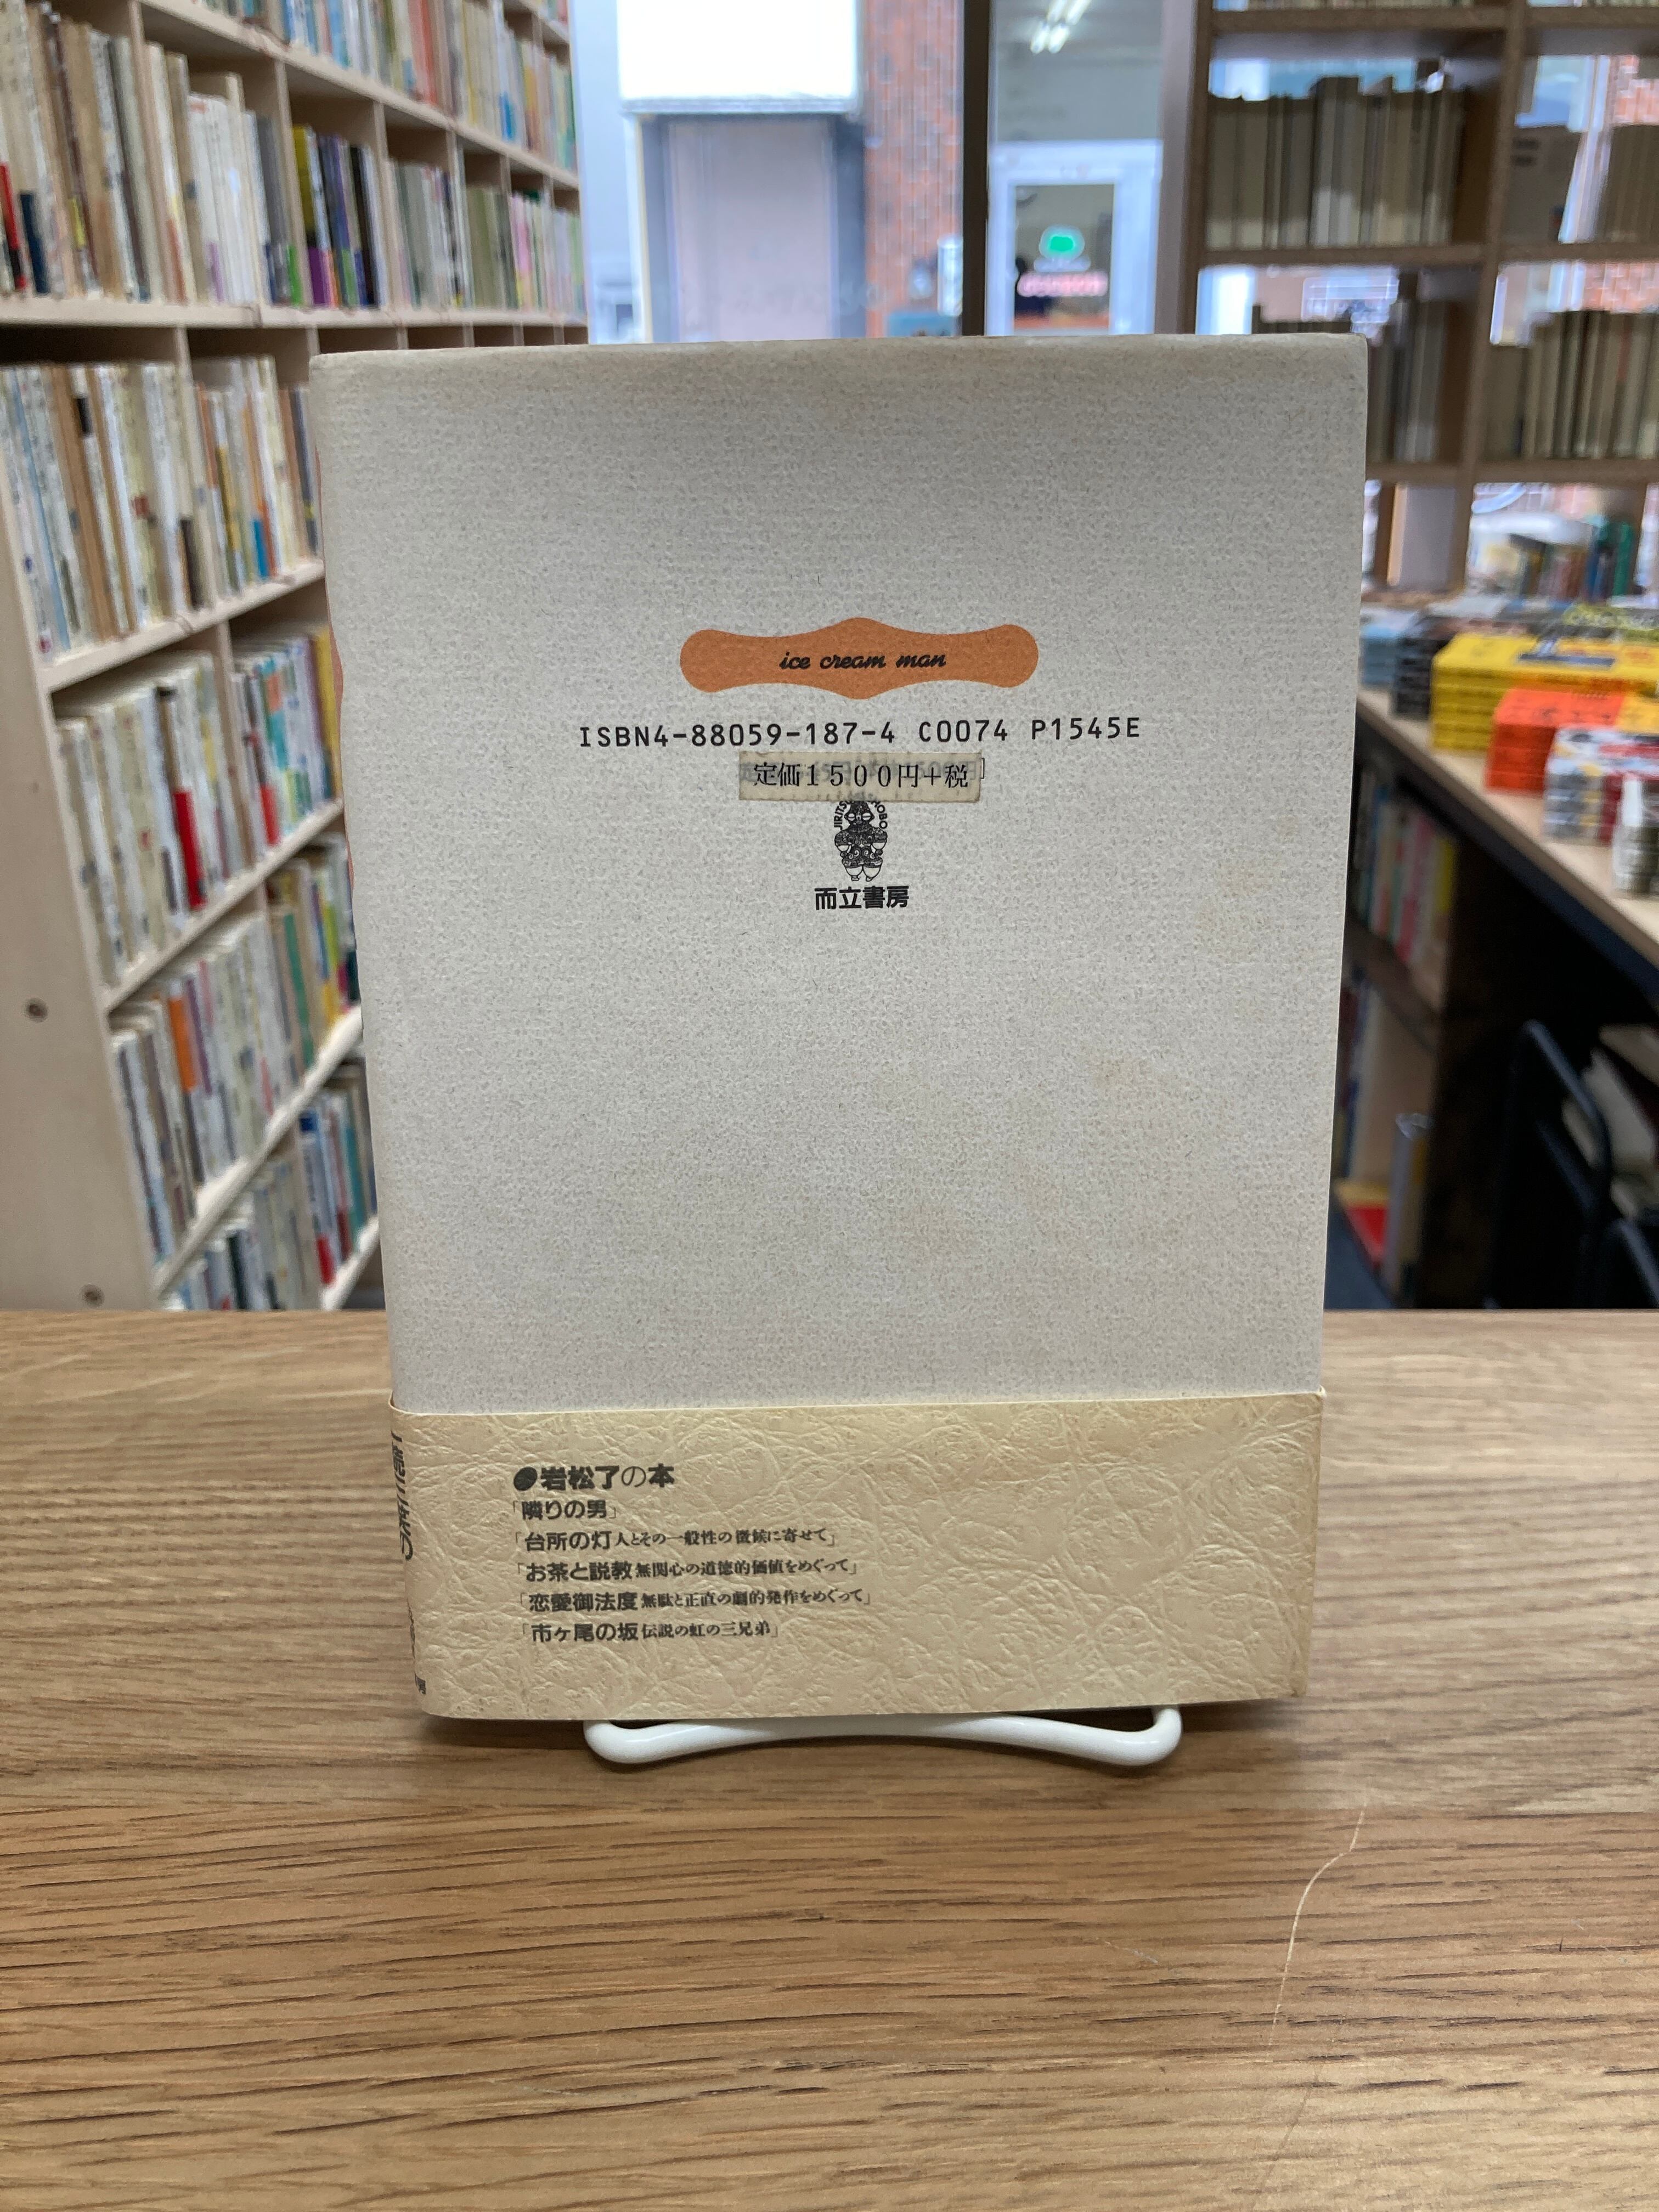 ice cream man
ISBN4-88059-187-4 C0074 P1545E
定価1500円+税
而立書房
岩松了の本
「隣りの男」
「台所の灯 人とその一般性の徴候に寄せて」
「お茶と説教 無関心の道徳的価値をめぐって」
「恋愛御法度 無駄と正直の劇的発作をめぐって」
「市ヶ尾の坂 伝説の虹の三兄弟」